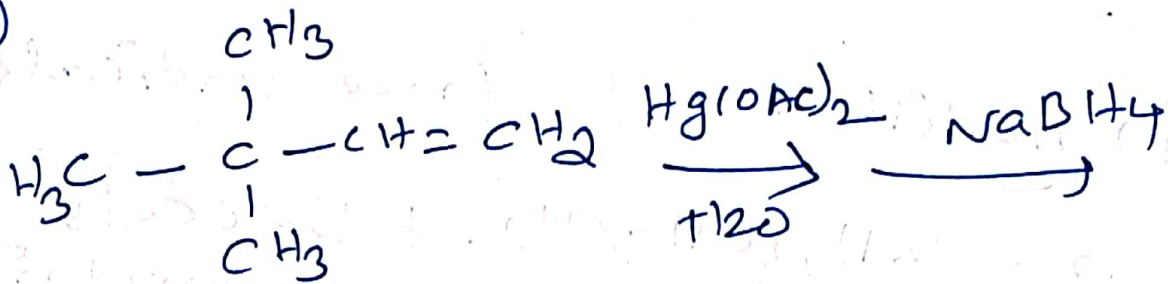 )
CH3
H3C - C - CH = CH2 Hg(OAC)2 NaBH4
H2O
CH3